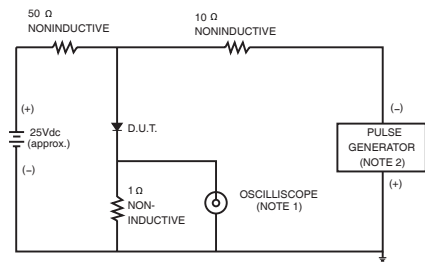 50 Ω
NONINDUCTIVE
10 Ω
NONINDUCTIVE
(+)
25Vdc
(approx.)
(−)
D.U.T.
1 Ω
NON-
INDUCTIVE
OSCILLISCOPE
(NOTE 1)
(−)
PULSE
GENERATOR
(NOTE 2)
(+)